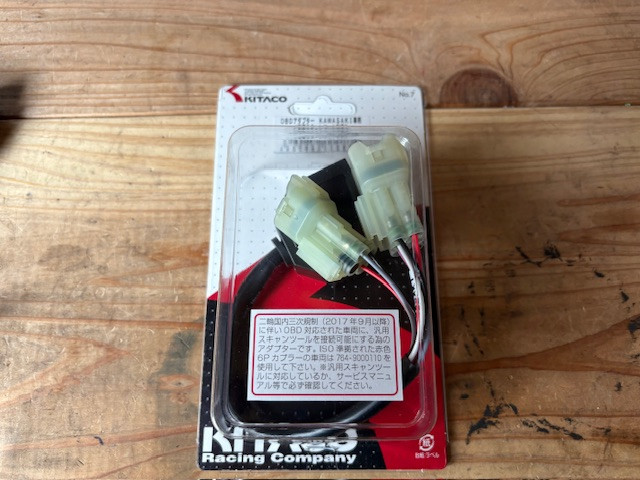 KITACO
No.7
OBDアダプター KAWASAKI車用
二輪国内三次規制(2017年9月以降)
に伴いOBD対応された車両に、汎用
スキャンツールを接続可能にする為の
アダプターです。ISO準拠された赤色
6Pカプラーの車両は764-9000110を
使用して下さい。※汎用スキャンツー
ルに対応しているか、サービスマニュ
アル等で必ず確認してください。
KITACO
Racing Company
紙
台紙:ラベル